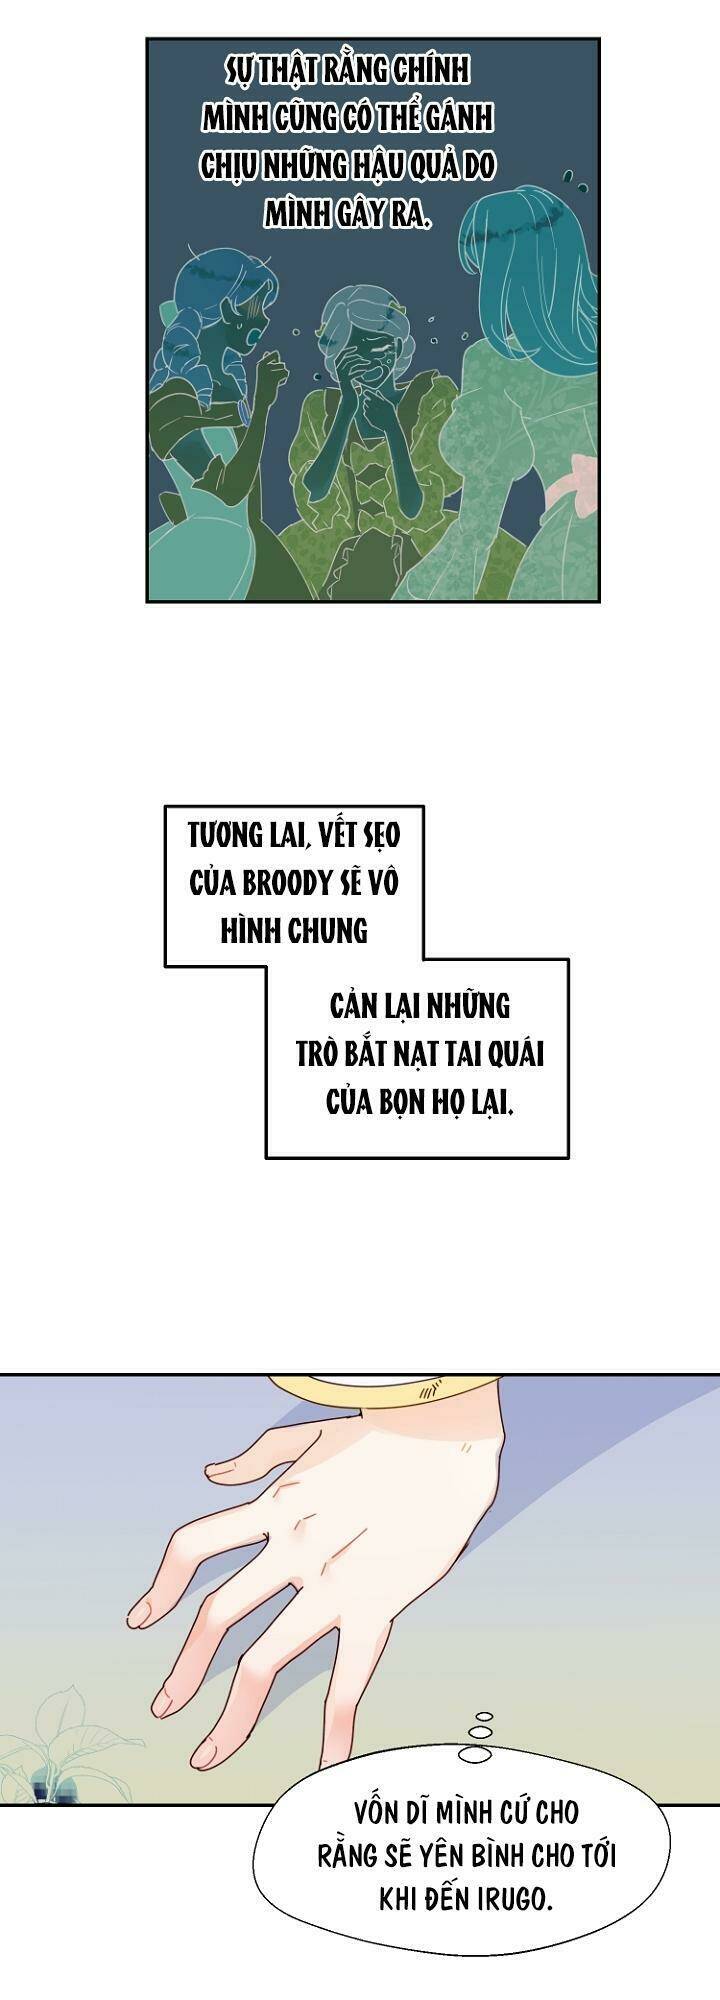 SỰ THẬT RẰNG CHÍNH
MÌNH CŨNG CÓ THỂ GÁNH
CHỊU NHỮNG HẬU QUẢ DO
MÌNH GÂY RA.
TƯƠNG LAI, VẾT SẸO
CỦA BROODY SẼ VÔ
HÌNH CHUNG
CẢN LẠI NHỮNG
TRÒ BẮT NẠT TAI QUÁI
CỦA BỌN HỌ LẠI.
VỐN DĨ MÌNH CỨ CHO
RẰNG SẼ YÊN BÌNH CHO TỚI
KHI ĐẾN IRUGO.